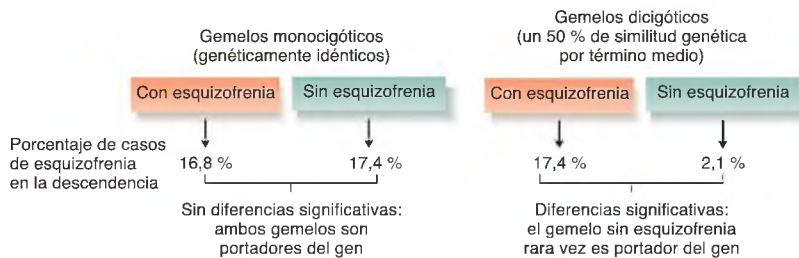 Gemelos monocigóticos
(genéticamente idénticos)
Gemelos dicigóticos
(un 50 % de similitud genética
por término medio)
Con esquizofrenia
Sin esquizofrenia
Con esquizofrenia
Sin esquizofrenia
Porcentaje de casos
de esquizofrenia
en la descendencia
16,8 %
17,4 %
17,4 %
2,1 %
Sin diferencias significativas:
ambos gemelos son
portadores del gen
Diferencias significativas:
el gemelo sin esquizofrenia
rara vez es portador del gen